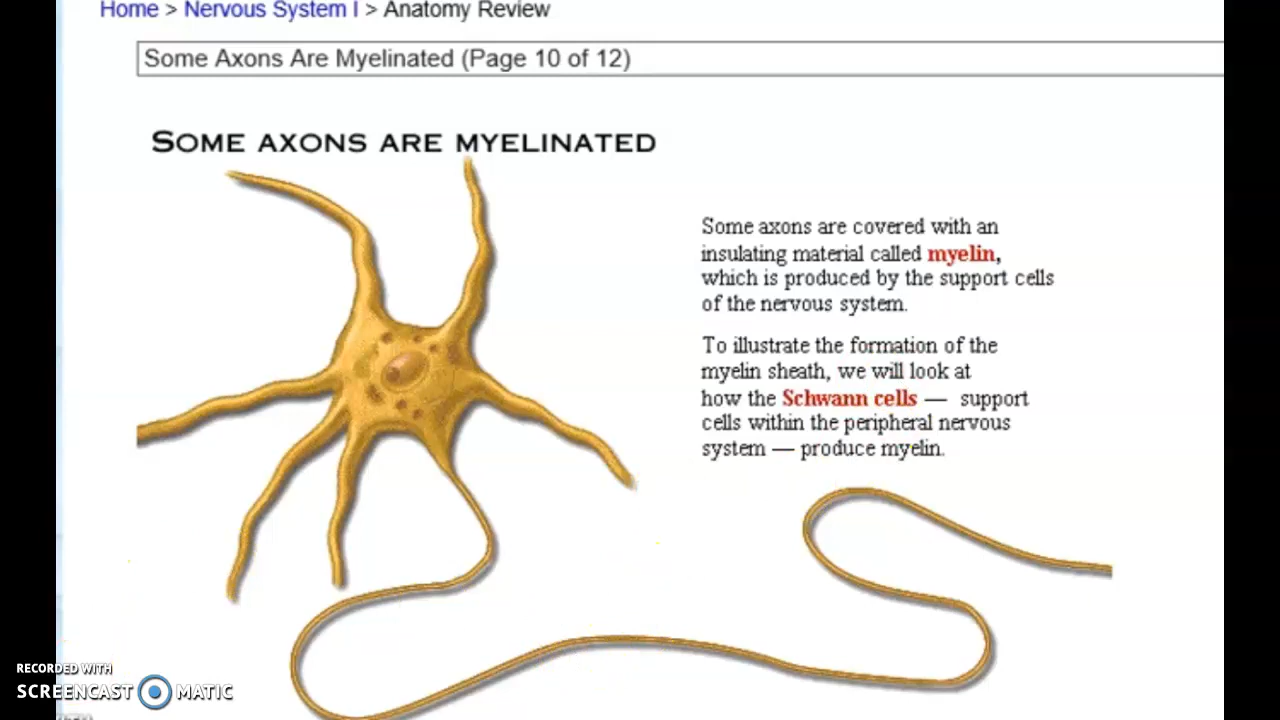 Home > Nervous System I > Anatomy Review
Some Axons Are Myelinated (Page 10 of 12)
SOME AXONS ARE MYELINATED
Some axons are covered with an
insulating material called myelin,
which is produced by the support cells
of the nervous system.
To illustrate the formation of the
myelin sheath, we will look at
how the Schwann cells — support
cells within the peripheral nervous
system — produce myelin.
RECORDED WITH
SCREENCAST MATIC